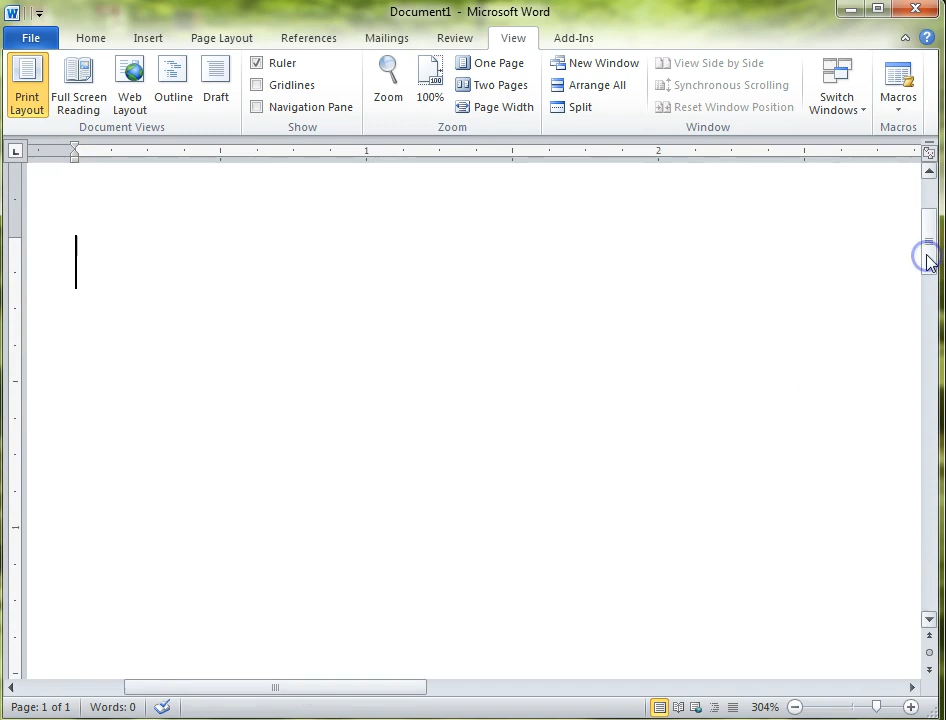 Document1 - Microsoft Word
File Home Insert Page Layout References Mailings Review View Add-Ins
Print Layout
Full Screen Reading
Web Layout
Outline
Draft
Document Views
Ruler
Gridlines
Navigation Pane
Show
Zoom
100
100%
One Page
Two Pages
Page Width
Zoom
New Window
Arrange All
Split
View Side by Side
Synchronous Scrolling
Reset Window Position
Switch Windows
Window
Macros
Macros
1 2
1
Page: 1 of 1 Words: 0 304%